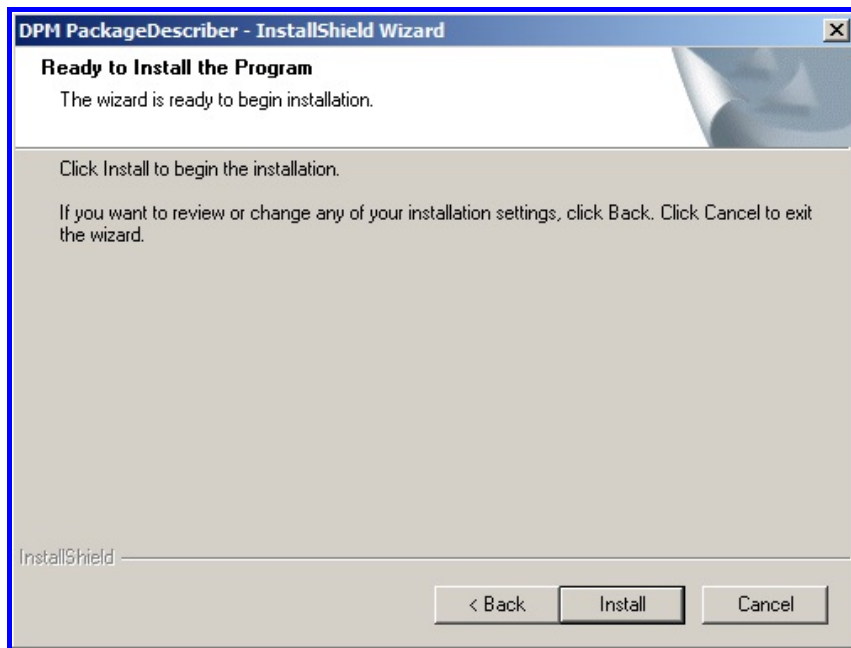 DPM PackageDescriber - InstallShield Wizard
Ready to Install the Program
The wizard is ready to begin installation.
Click Install to begin the installation.
If you want to review or change any of your installation settings, click Back. Click Cancel to exit
the wizard.
InstallShield
< Back Install Cancel